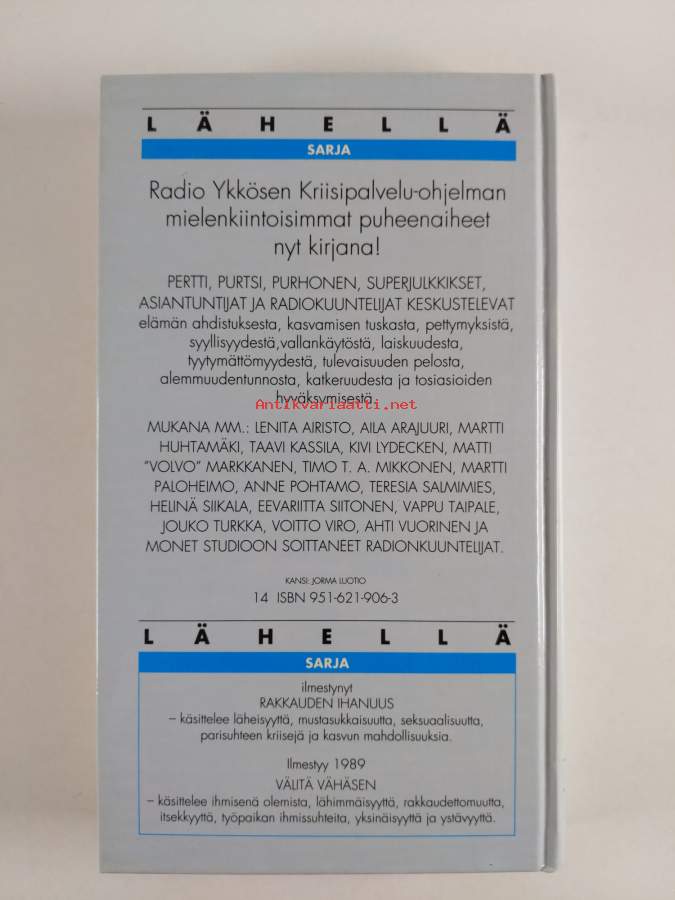 LÄHELLÄ
SARJA
Radio Ykkösen Kriisipalvelu-ohjelman
mielenkiintoisimmat puheenaiheet
nyt kirjana!
PERTTI, PURTSI, PURHONEN, SUPERJULKKIKSET,
ASIANTUNTIJAT JA RADIOKUUNTELIJAT KESKUSTELEVAT
elämän ahdistuksesta, kasvamisen tuskasta, pettymyksistä,
syyllisyydestä,vallankäytöstä, laiskuudesta,
tyytymättömyydestä, tulevaisuuden pelosta,
alemmuudentunnosta, katkeruudesta ja tosiasioiden
hyväksymisestä.
Antikvariaatti.net
MUKANA MM.: LENITA AIRISTO, AILA ARAJUURI, MARTTI
HUHTAMÄKI, TAAVI KASSILA, KIVI LYDECKEN, MATTI
"VOLVO" MARKKANEN, TIMO T. A. MIKKONEN, MARTTI
PALOHEIMO, ANNE POHTAMO, TERESIA SALMIMIES,
HELINÄ SIIKALA, EEVARIITTA SIITONEN, VAPPU TAIPALE,
JOUKO TURKKA, VOITTO VIRO, AHTI VUORINEN JA
MONET STUDIOON SOITTANEET RADIONKUUNTELIJAT.
KANSI: JORMA LUOTIO
14 ISBN 951-621-906-3
LÄHELLÄ
SARJA
ilmestynyt
RAKKAUDEN IHANUUS
– käsittelee läheisyyttä, mustasukkaisuutta, seksuaalisuutta,
parisuhteen kriisejä ja kasvun mahdollisuuksia.
Ilmestyy 1989
VÄLITÄ VÄHÄSEN
– käsittelee ihmisenä olemista, lähimmäisyyttä, rakkaudettomuutta,
itsekkyyttä, työpaikan ihmissuhteita, yksinäisyyttä ja ystävyyttä.